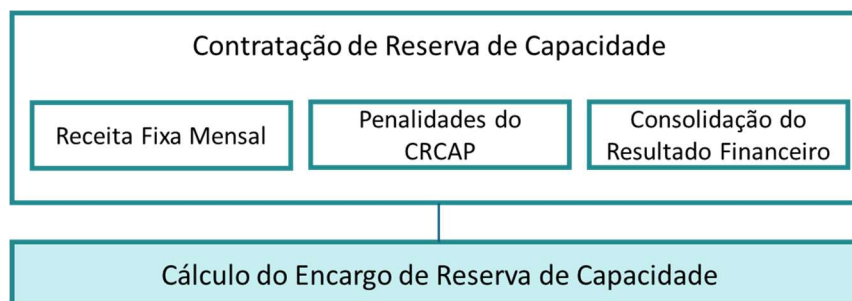 Contratação de Reserva de Capacidade
Receita Fixa Mensal
Penalidades do
CRCAP
Consolidação do
Resultado Financeiro
Cálculo do Encargo de Reserva de Capacidade